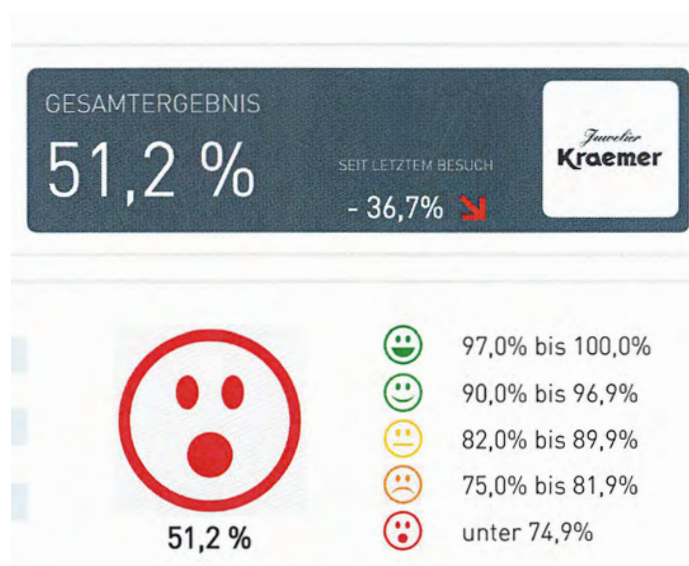 GESAMTERGEBNIS
51,2 %
SEIT LETZTEM BESUCH
- 36,7%
Juwelier
Kraemer
97,0% bis 100,0%
90,0% bis 96,9%
82,0% bis 89,9%
75,0% bis 81,9%
unter 74,9%
51,2 %